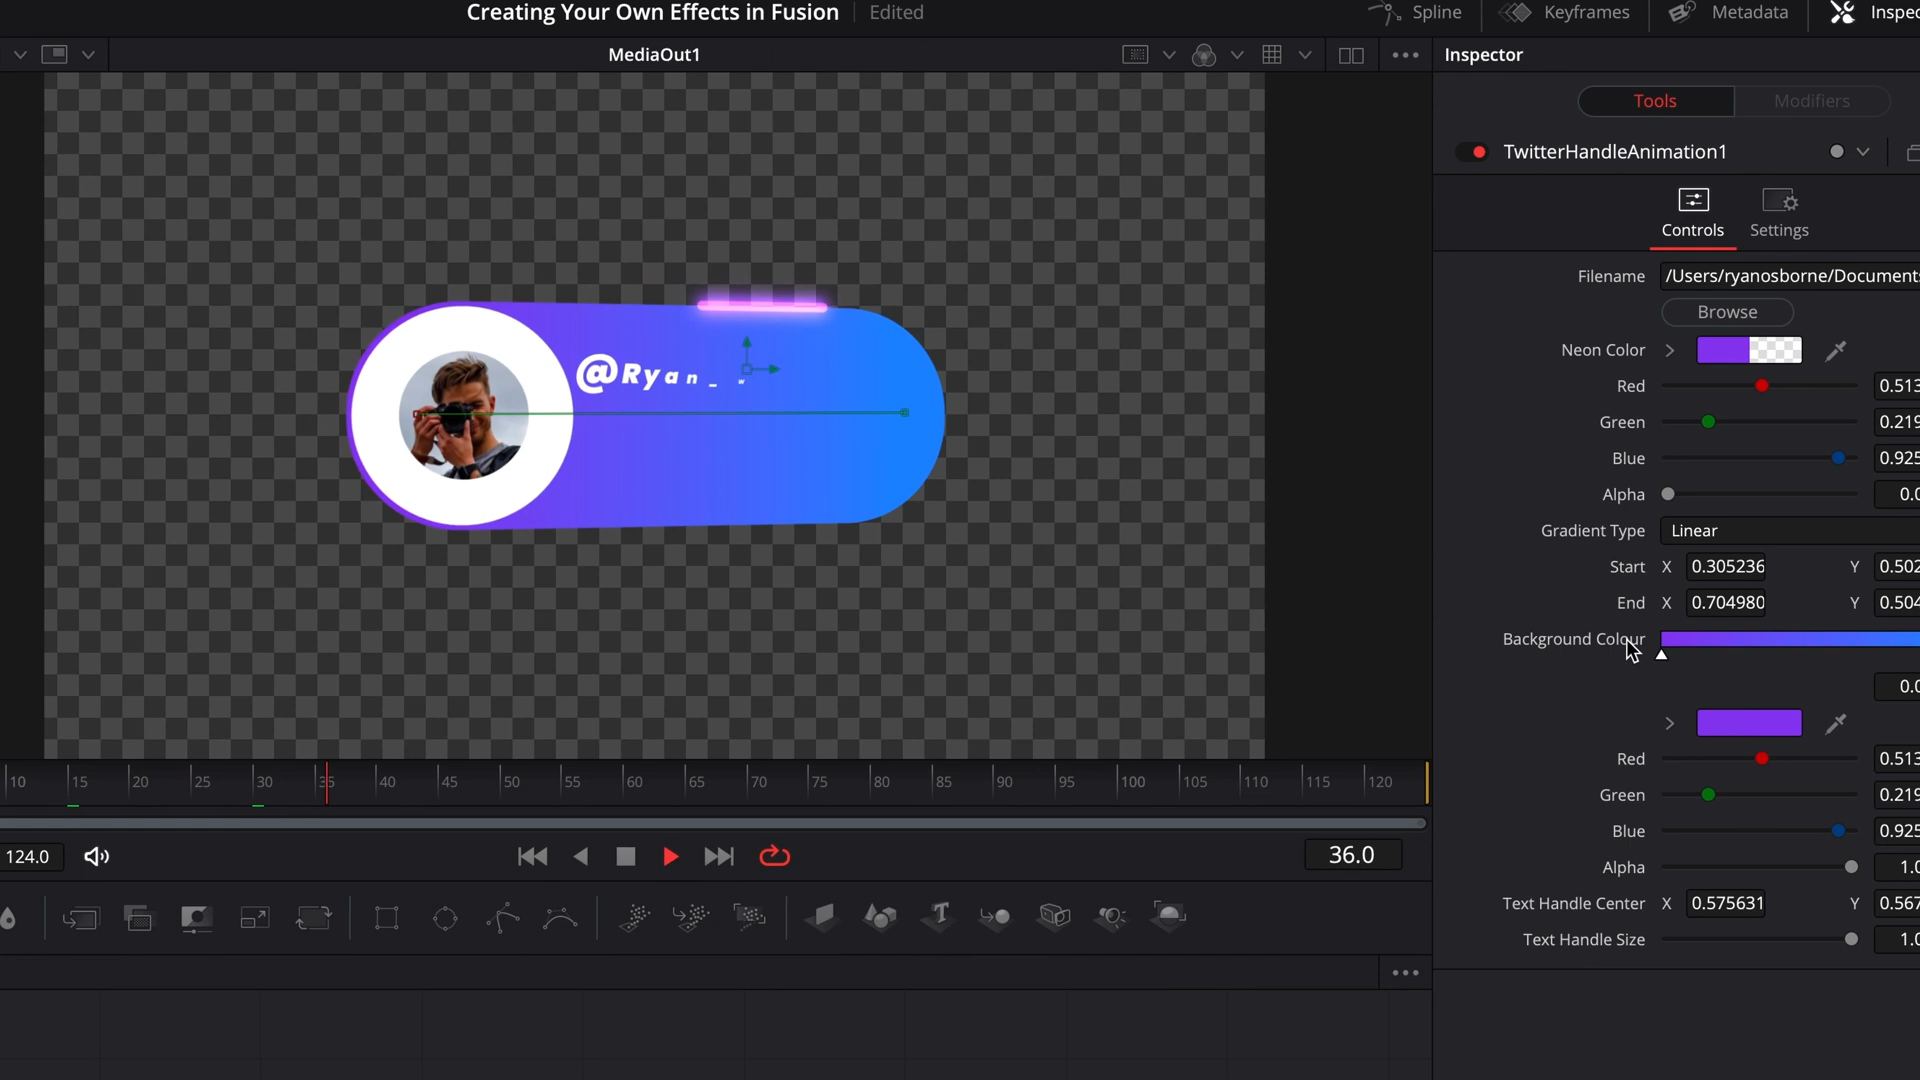 Creating Your Own Effects in Fusion Edited Spline Keyframes Metadata Inspec
MediaOut1 Inspector
Tools Modifiers
TwitterHandleAnimation1
Controls Settings
Filename /Users/ryanosborne/Documents
Browse
Neon Color
Red 0.513
Green 0.219
Blue 0.925
Alpha 0.0
Gradient Type Linear
Start X 0.305236 Y 0.502
End X 0.704980 Y 0.504
Background Colour
0.0
Red 0.513
Green 0.219
Blue 0.925
Alpha 1.0
Text Handle Center X 0.575631 Y 0.567
Text Handle Size 1.0
@Ryan_ w
10 15 20 25 30 35 40 45 50 55 60 65 70 75 80 85 90 95 100 105 110 115 120
124.0 36.0